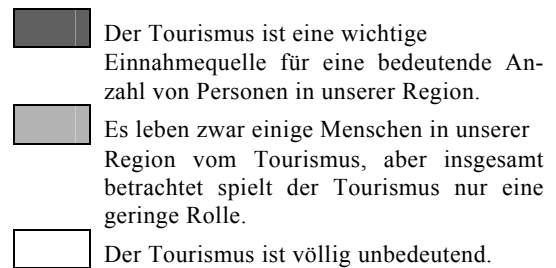 Der Tourismus ist eine wichtige
Einnahmequelle für eine bedeutende An-
zahl von Personen in unserer Region.
Es leben zwar einige Menschen in unserer
Region vom Tourismus, aber insgesamt
betrachtet spielt der Tourismus nur eine
geringe Rolle.
Der Tourismus ist völlig unbedeutend.